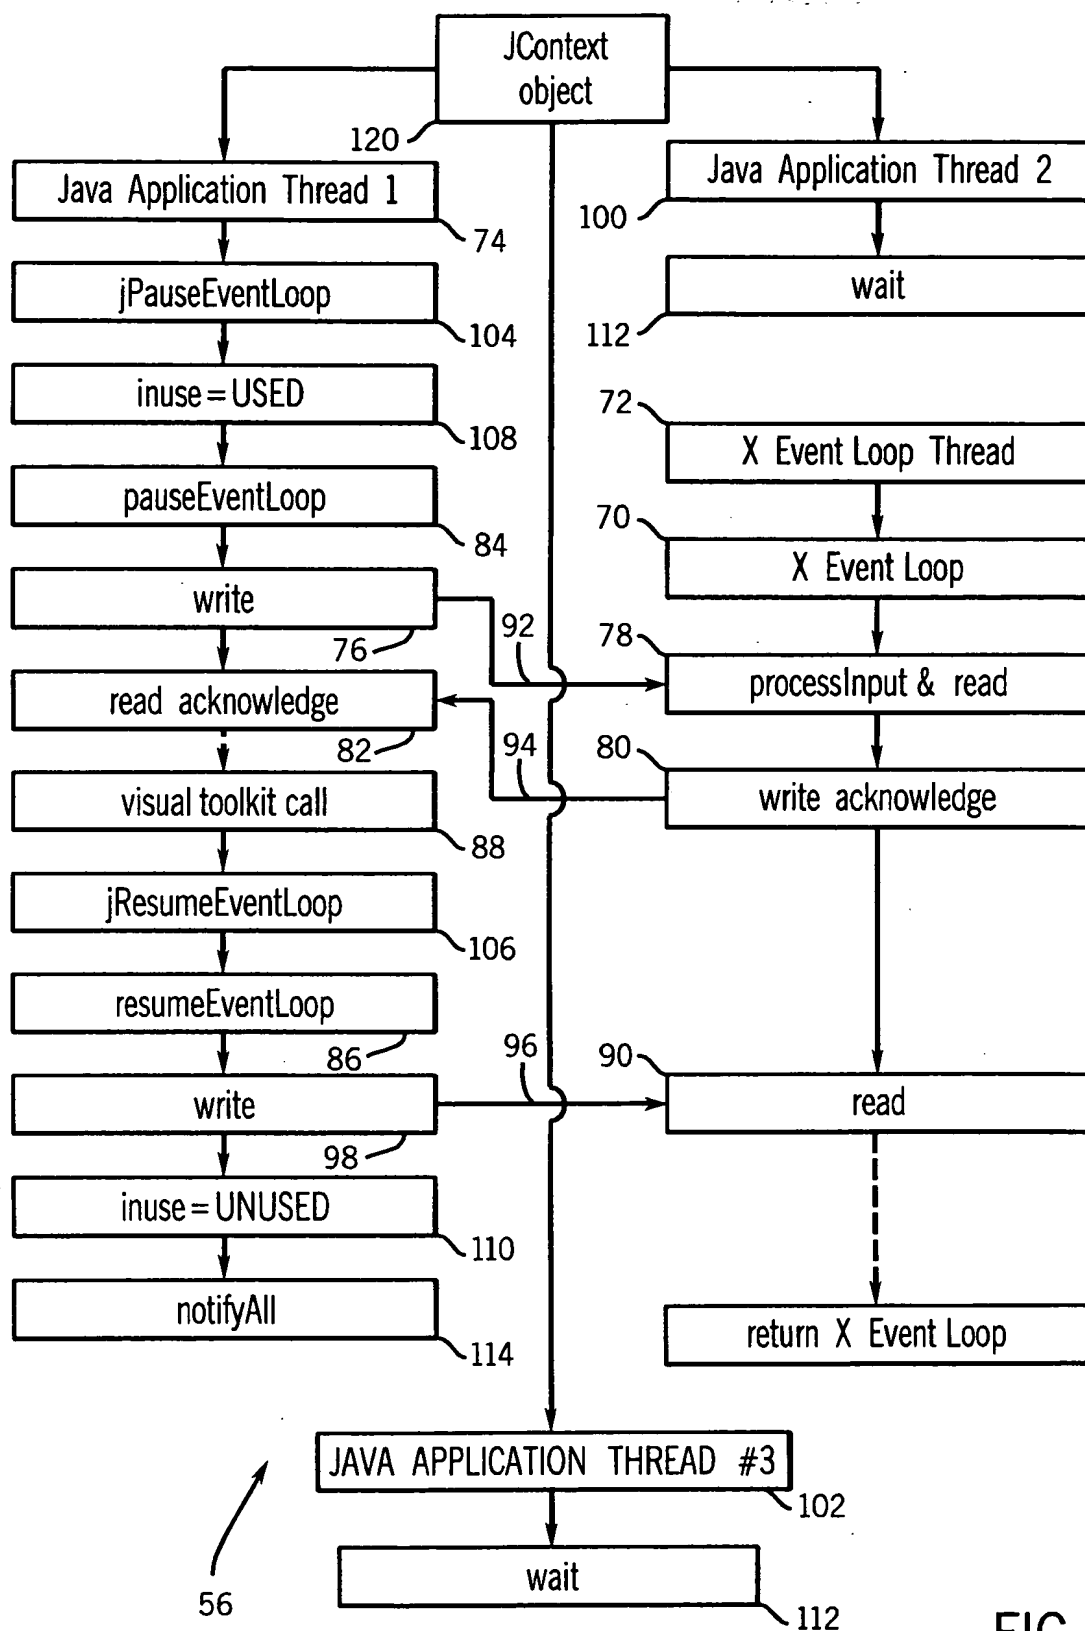 JContext
object
120
Java Application Thread 1
74
Java Application Thread 2
100
jPauseEventLoop
104
wait
112
inuse=USED
108
72
X Event Loop Thread
pauseEventLoop
84
70
X Event Loop
write
76
92
78
processInput & read
read acknowledge
82
94
80
write acknowledge
visual toolkit call
88
jResumeEventLoop
106
resumeEventLoop
86
96
90
read
write
98
inuse=UNUSED
110
notifyAll
114
return X Event Loop
JAVA APPLICATION THREAD #3
102
wait
112
56
FIG